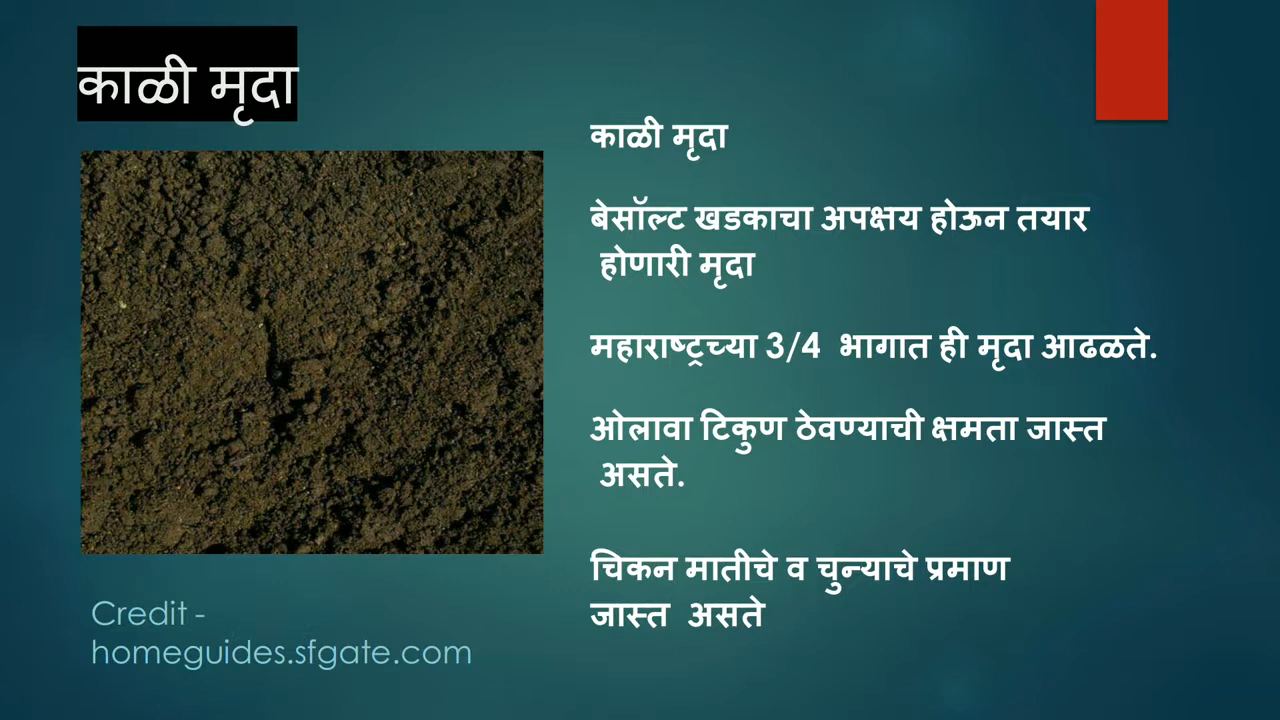 काळी मृदा
काळी मृदा
बेसॉल्ट खडकाचा अपक्षय होऊन तयार
होणारी मृदा
महाराष्ट्रच्या 3/4 भागात ही मृदा आढळते.
ओलावा टिकुण ठेवण्याची क्षमता जास्त
असते.
चिकन मातीचे व चुन्याचे प्रमाण
जास्त असते
Credit -
homeguides.sfgate.com